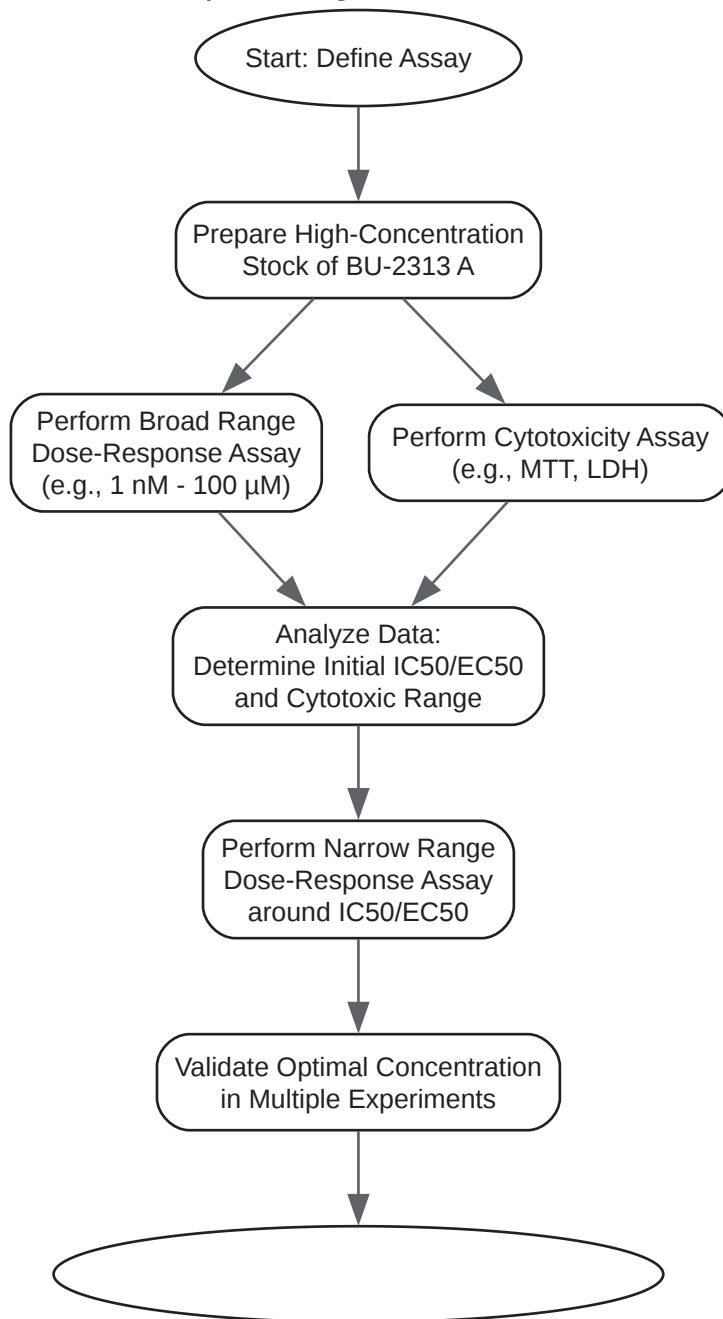 Start: Define Assay
Prepare High-Concentration
Stock of BU-2313 A
Perform Broad Range
Dose-Response Assay
(e.g., 1 nM - 100 µM)
Perform Cytotoxicity Assay
(e.g., MTT, LDH)
Analyze Data:
Determine Initial IC50/EC50
and Cytotoxic Range
Perform Narrow Range
Dose-Response Assay
around IC50/EC50
Validate Optimal Concentration
in Multiple Experiments